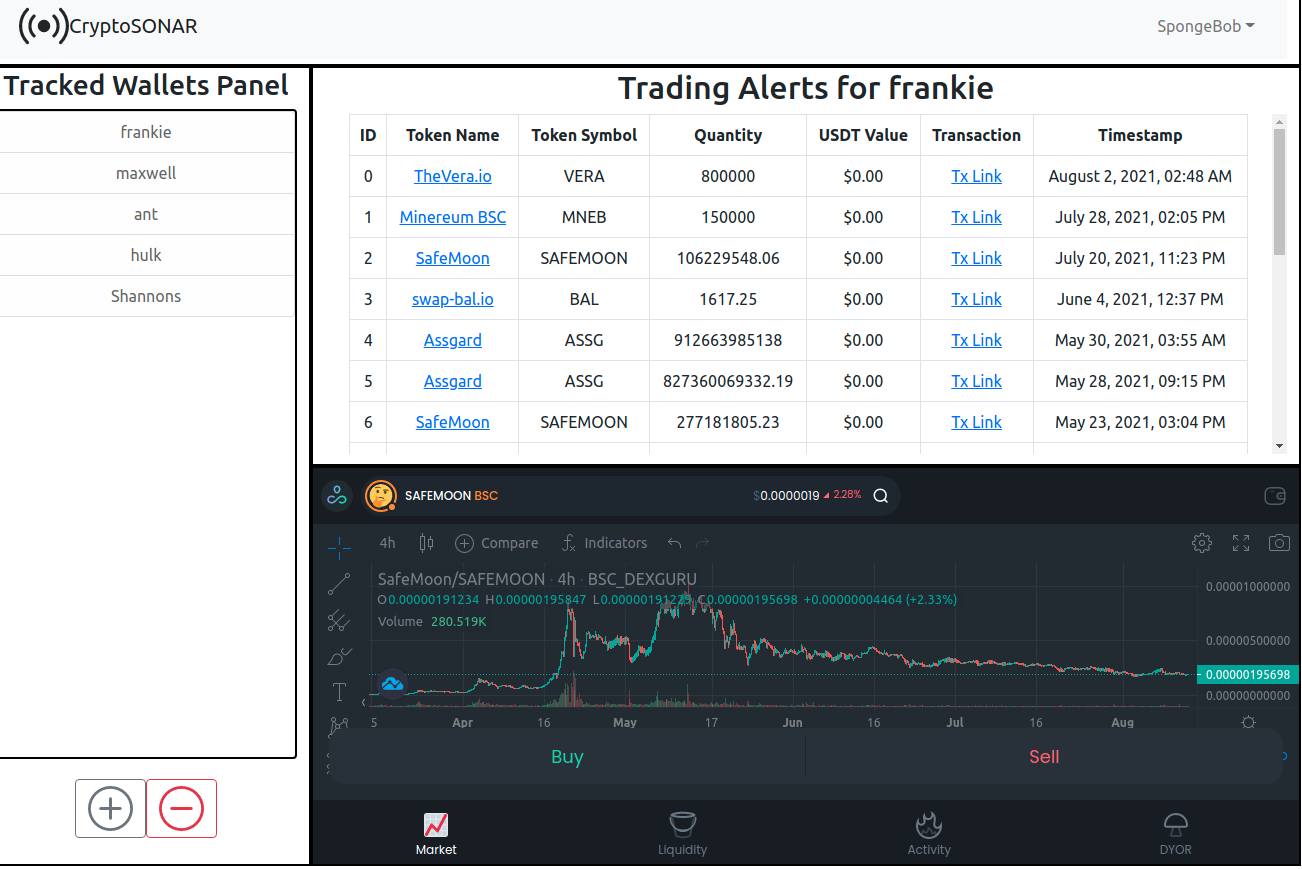 CryptoSONAR
SpongeBob
Tracked Wallets Panel
frankie
maxwell
ant
hulk
Shannons
Trading Alerts for frankie
ID Token Name Token Symbol Quantity USDT Value Transaction Timestamp
0 TheVera.io VERA 800000 $0.00 Tx Link August 2, 2021, 02:48 AM
1 Minereum BSC MNEB 150000 $0.00 Tx Link July 28, 2021, 02:05 PM
2 SafeMoon SAFEMOON 106229548.06 $0.00 Tx Link July 20, 2021, 11:23 PM
3 swap-bal.io BAL 1617.25 $0.00 Tx Link June 4, 2021, 12:37 PM
4 Assgard ASSG 912663985138 $0.00 Tx Link May 30, 2021, 03:55 AM
5 Assgard ASSG 827360069332.19 $0.00 Tx Link May 28, 2021, 09:15 PM
6 SafeMoon SAFEMOON 277181805.23 $0.00 Tx Link May 23, 2021, 03:04 PM
SAFEMOON BSC $0.0000019 2.28%
4h Compare Indicators
SafeMoon/SAFEMOON · 4h · BSC_DEXGURU
O0.00000191234 H0.00000195847 L0.00000191229 C0.00000195698 +0.00000004464 (+2.33%)
Volume 280.519K
0.00001000000
0.00000500000
0.00000195698
0.00000000000
5 Apr 16 May 17 Jun 16 Jul 16 Aug
Buy Sell
Market Liquidity Activity DYOR